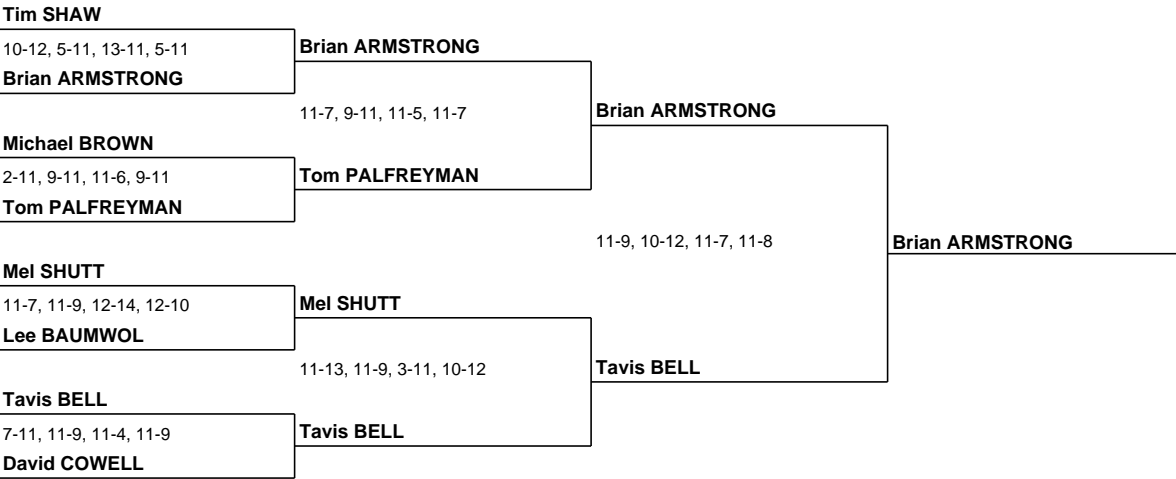 Tim SHAW
10-12, 5-11, 13-11, 5-11
Brian ARMSTRONG
Brian ARMSTRONG
11-7, 9-11, 11-5, 11-7
Brian ARMSTRONG
Michael BROWN
2-11, 9-11, 11-6, 9-11
Tom PALFREYMAN
Tom PALFREYMAN
11-9, 10-12, 11-7, 11-8
Brian ARMSTRONG
Mel SHUTT
11-7, 11-9, 12-14, 12-10
Mel SHUTT
Lee BAUMWOL
11-13, 11-9, 3-11, 10-12
Tavis BELL
Tavis BELL
7-11, 11-9, 11-4, 11-9
Tavis BELL
David COWELL